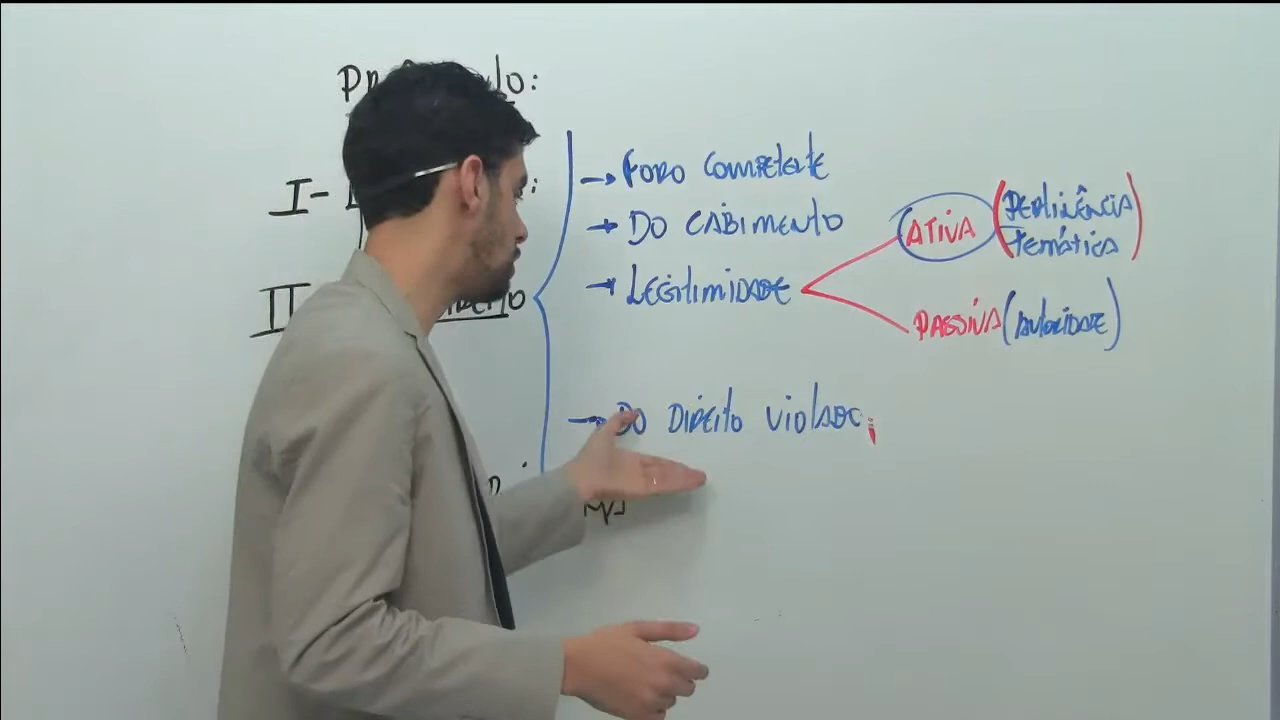 I-
→ FORO COMPETENTE
→ DO CABIMENTO
→ LEGITIMIDADE
ATIVA (PERTINÊNCIA
temática)
PASSIVA (AUTORIDADE)
II
→ DO DIREITO VIOLADO;